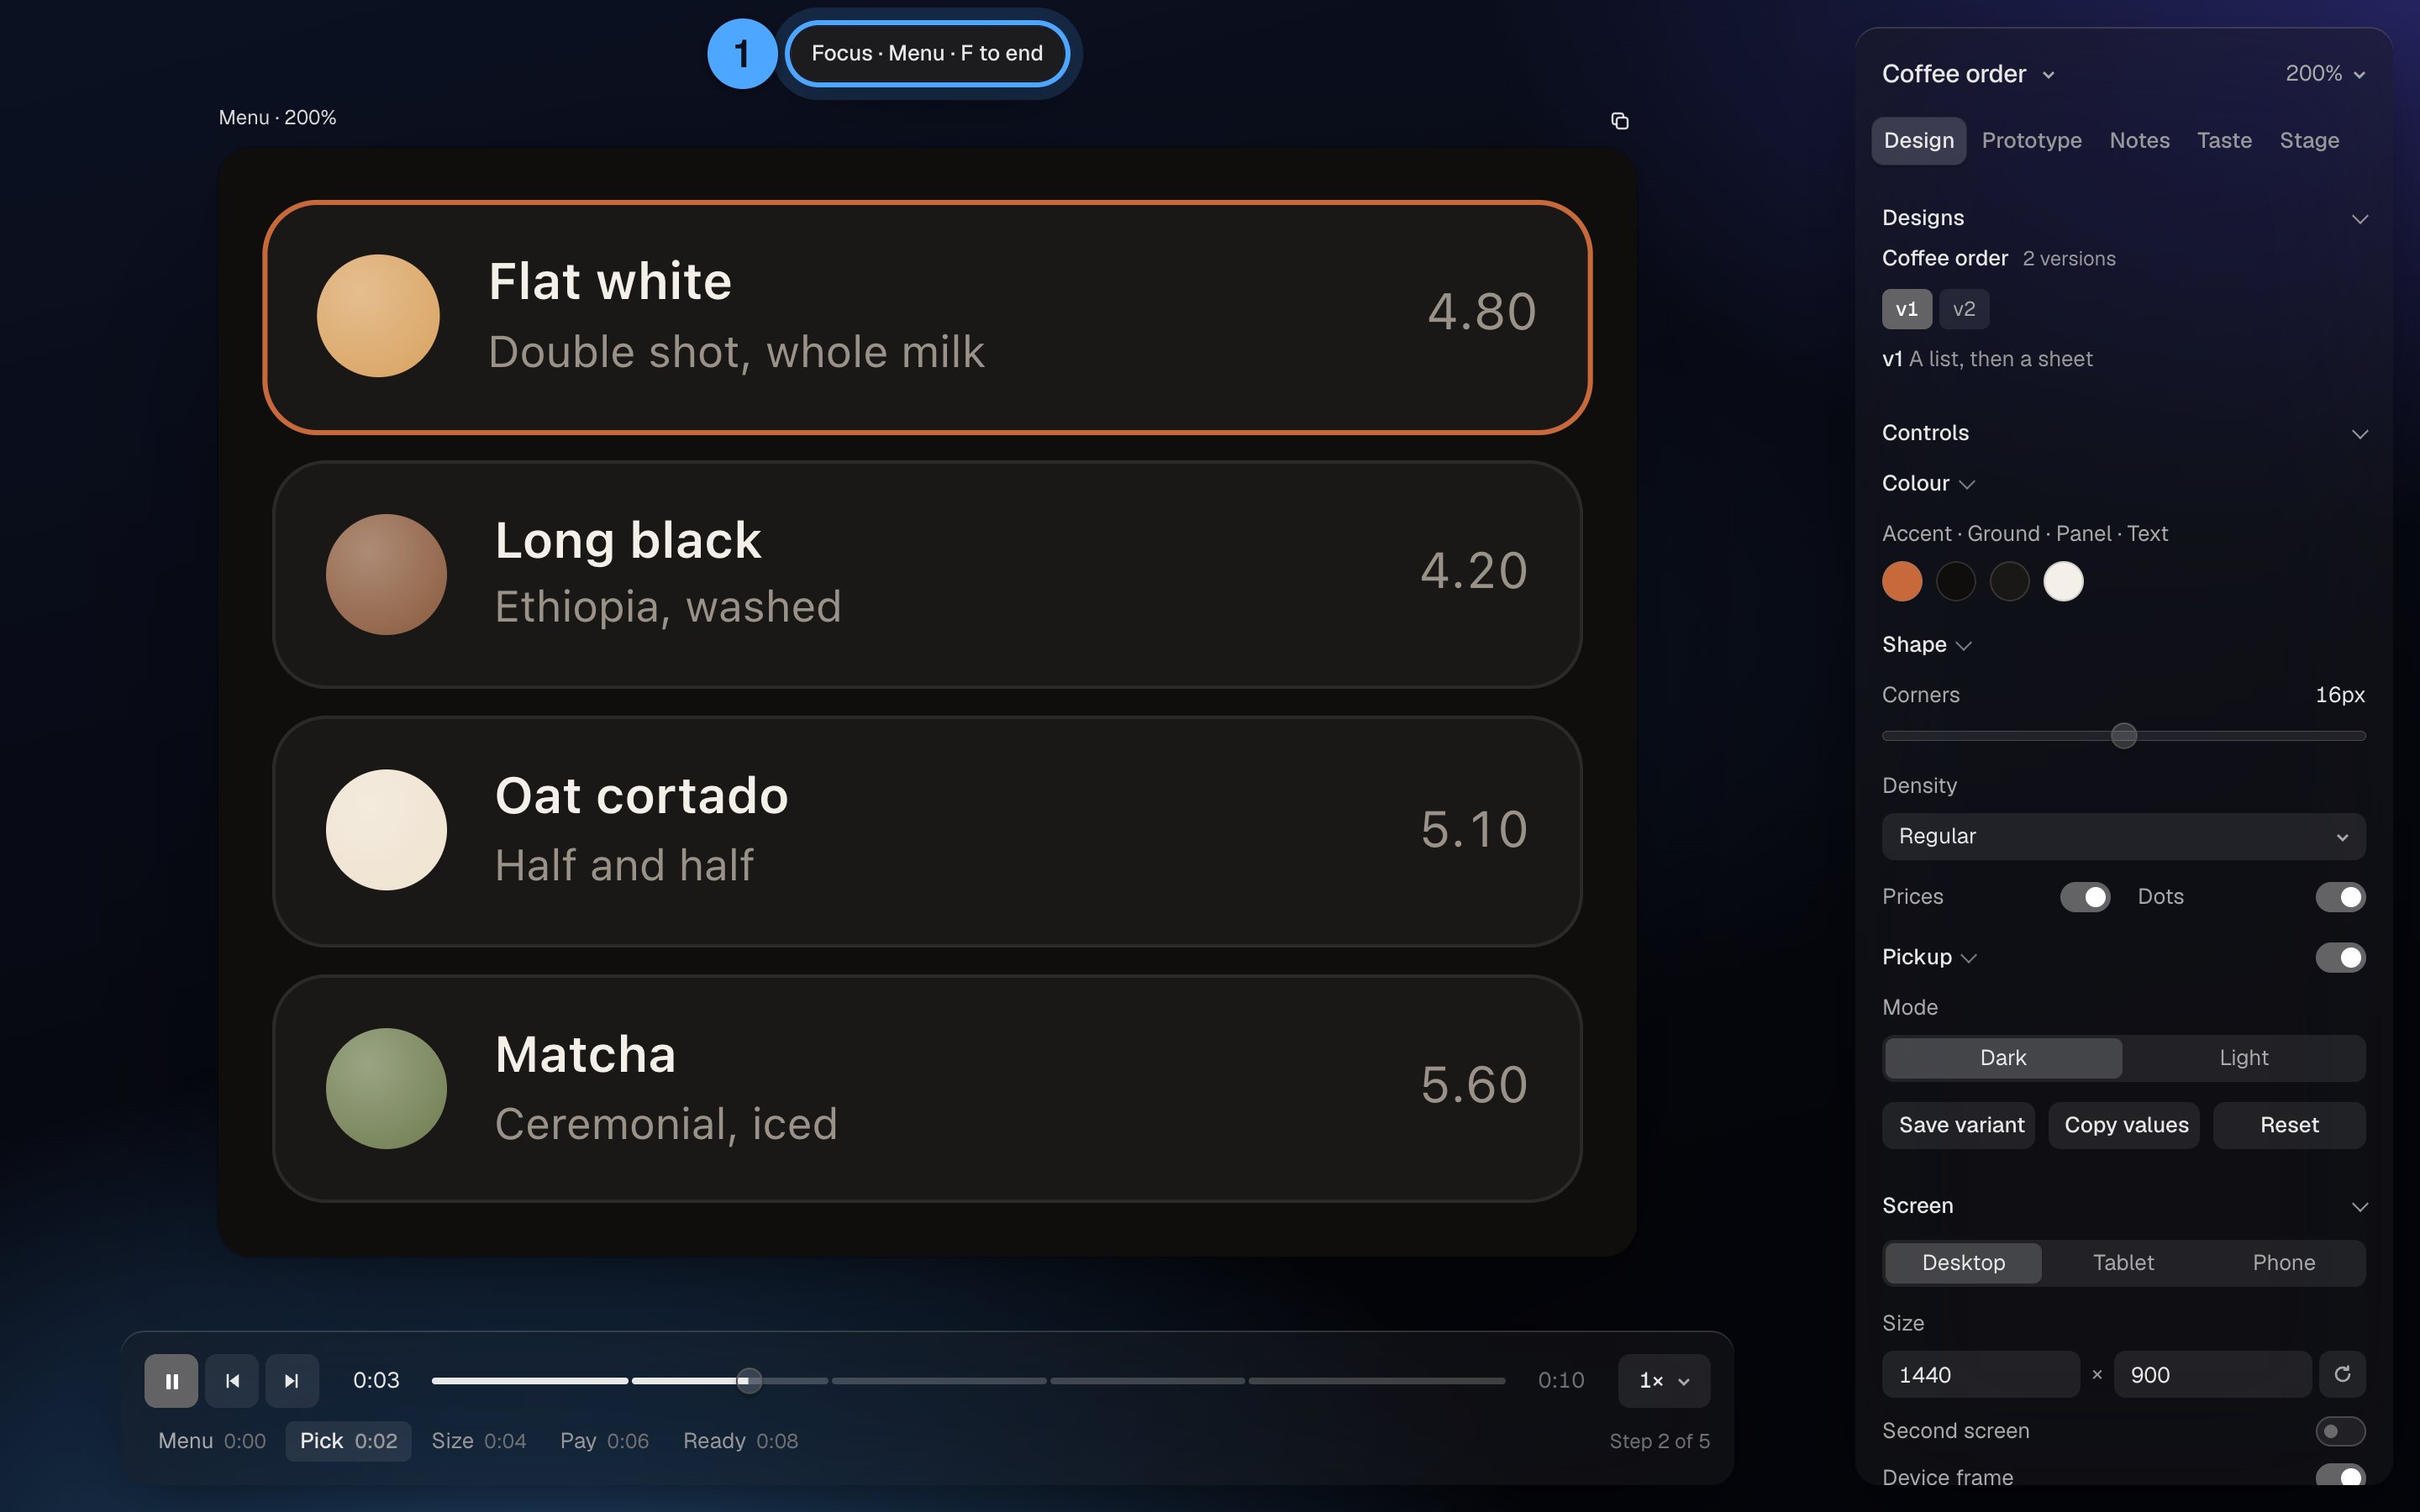 1
Focus · Menu · F to end
Menu · 200%
Flat white
Double shot, whole milk
4.80
Long black
Ethiopia, washed
4.20
Oat cortado
Half and half
5.10
Matcha
Ceremonial, iced
5.60
0:03
0:10
1×
Menu 0:00 Pick 0:02 Size 0:04 Pay 0:06 Ready 0:08
Step 2 of 5
Coffee order
200%
Design Prototype Notes Taste Stage
Designs
Coffee order 2 versions
v1 v2
v1 A list, then a sheet
Controls
Colour
Accent · Ground · Panel · Text
Shape
Corners 16px
Density
Regular
Prices Dots
Pickup
Mode
Dark Light
Save variant Copy values Reset
Screen
Desktop Tablet Phone
Size
1440 × 900
Second screen
Device frame